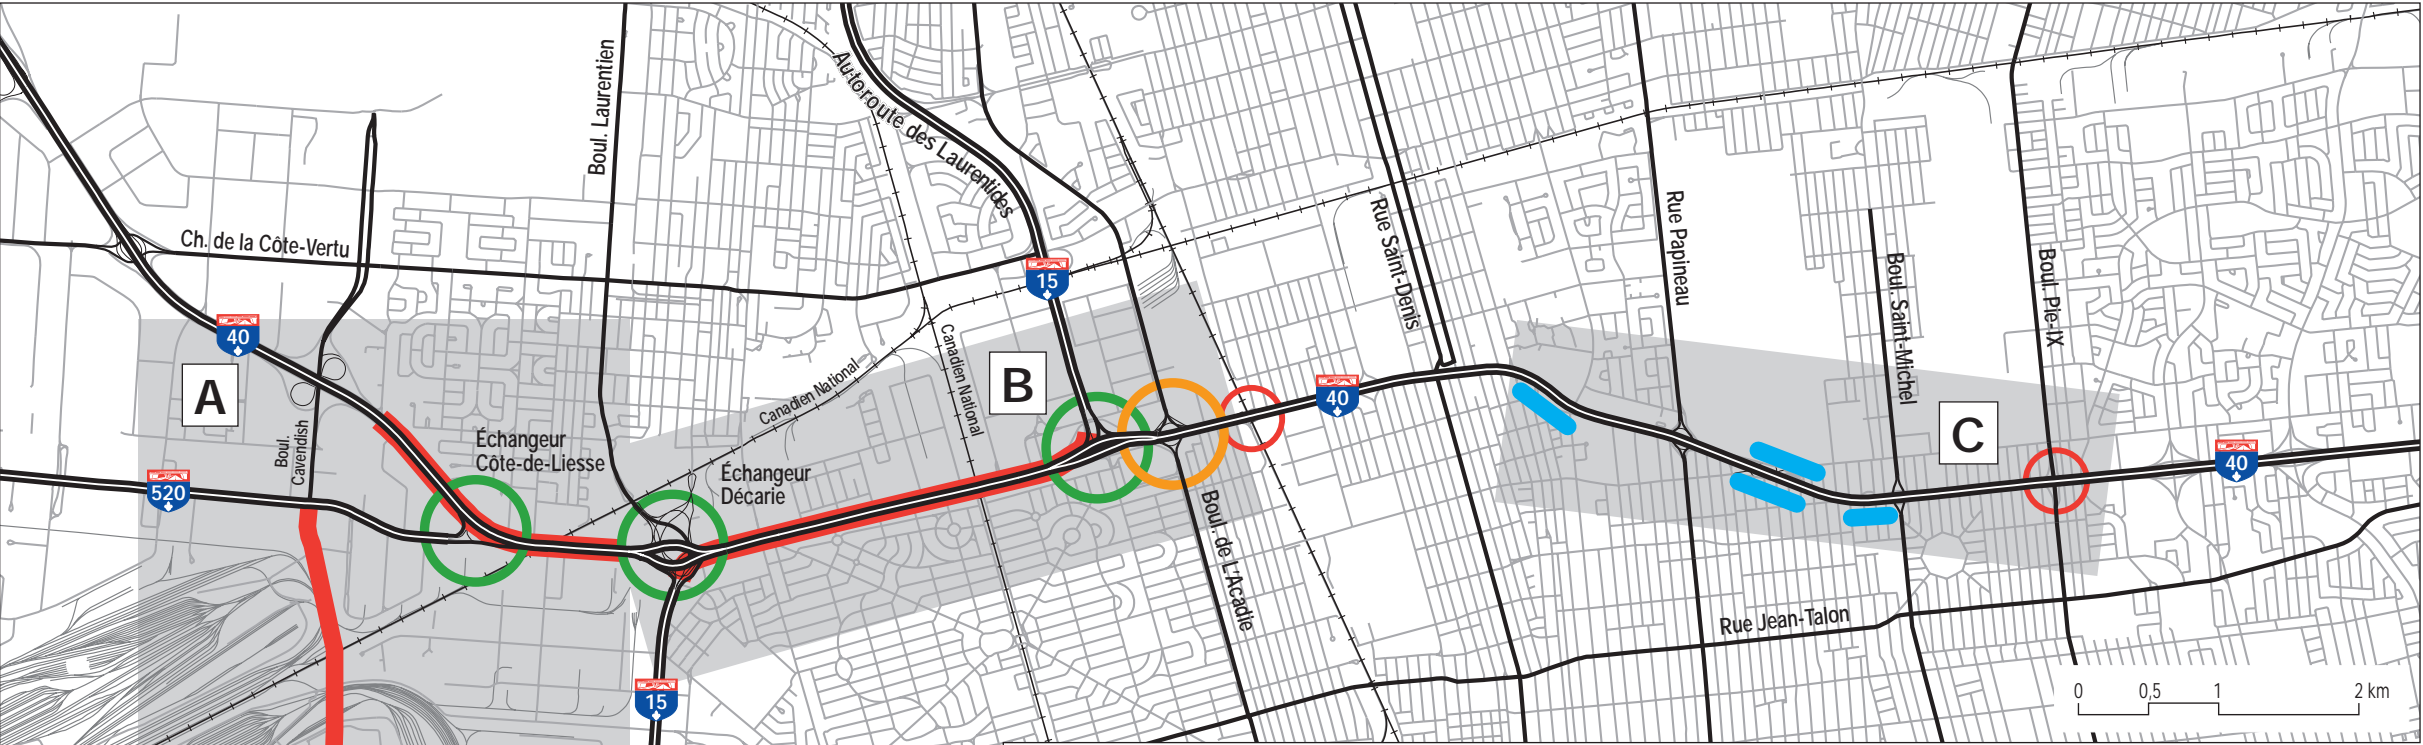 Boul. Laurentien
Autoroute des Laurentides
Ch. de la Côte-Vertu
15
Rue Saint-Denis
Rue Papineau
Boul. Saint-Michel
Boul. Pie-IX
40
A
Boul.
Cavendish
Échangeur
Côte-de-Liesse
Canadien National
Canadien National
B
40
C
40
520
Échangeur
Décarie
Boul. de L'Acadie
Rue Jean-Talon
15
0 0,5 1 2 km